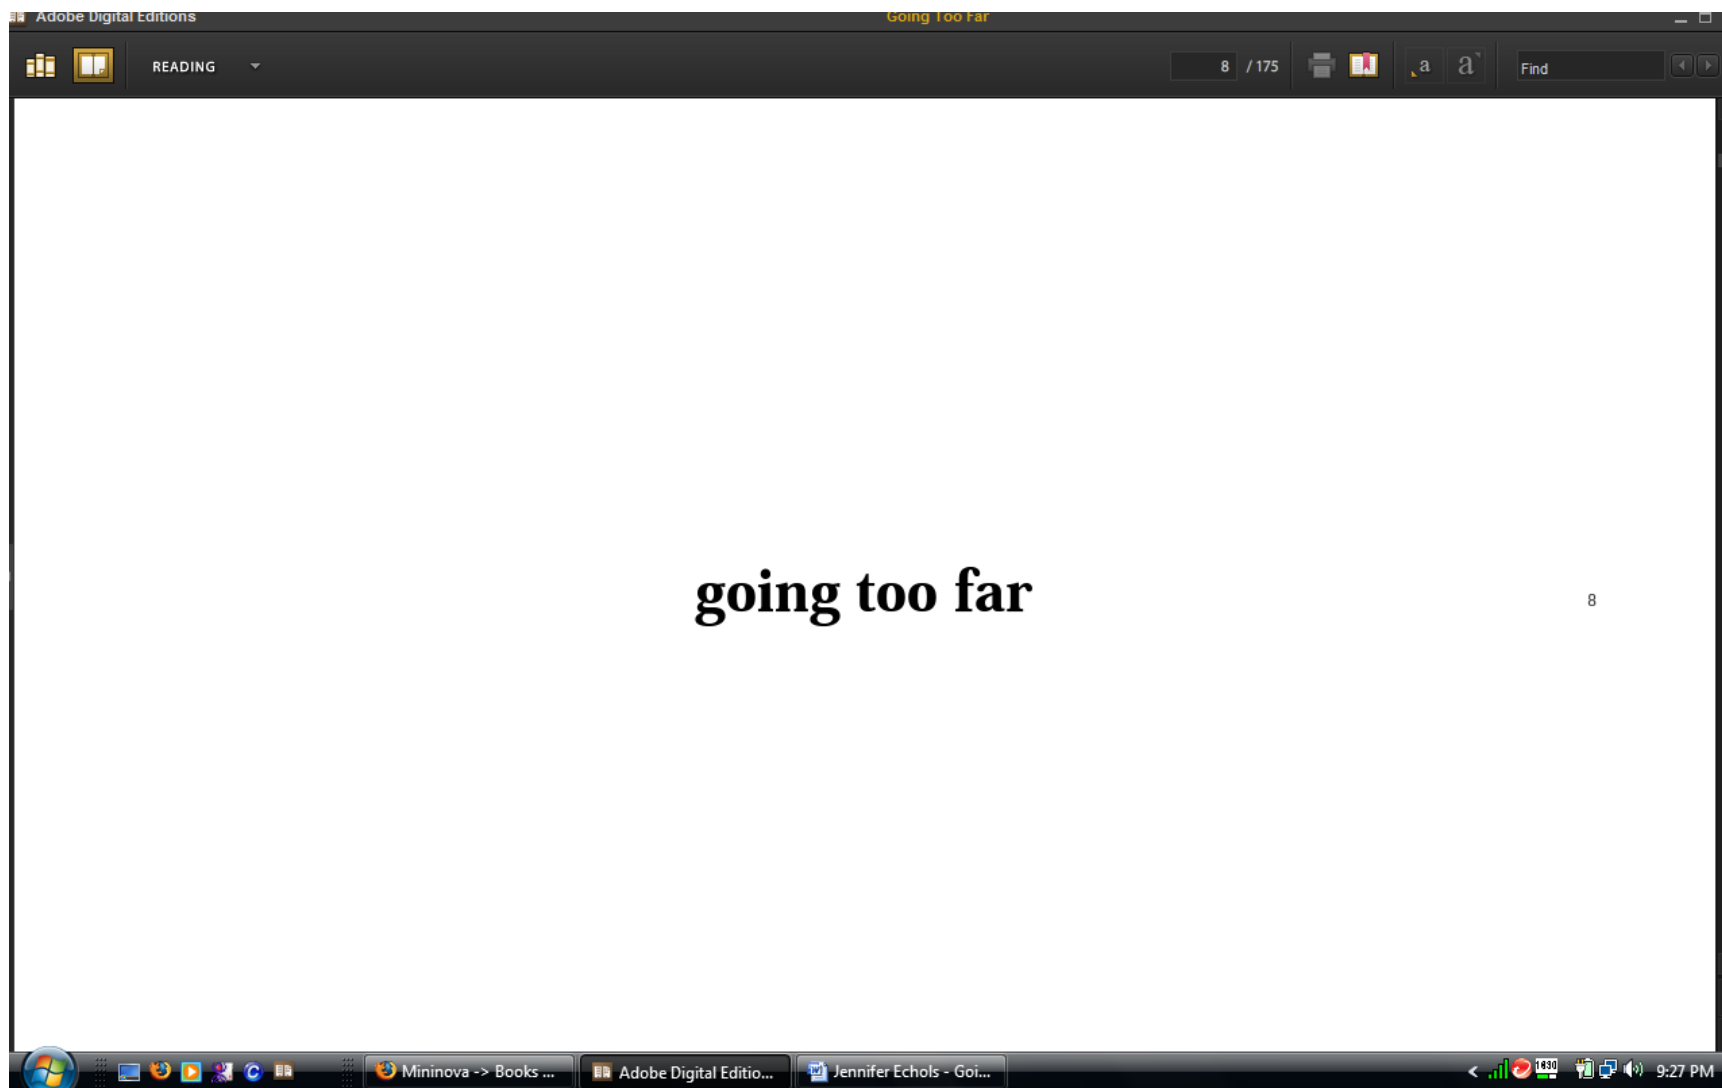 Adobe Digital Editions
Going Too Far
READING
8 / 175
a a
Find
going too far
8
Mininova -> Books ...
Adobe Digital Editio...
Jennifer Echols - Goi...
9:27 PM